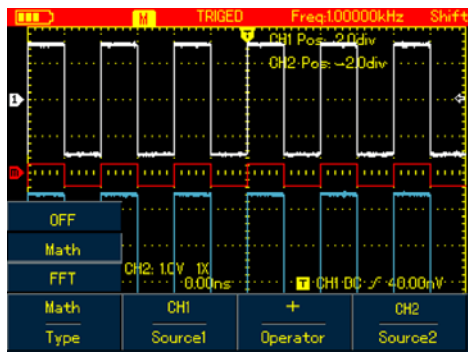 M TRIGED Freq:1.00000kHz Shift
T CH1 Pos: 2.0div
CH2 Pos: -2.0div
1
OFF
Math
FFT
CH2: 1.0V 1X
0.00ns T CH1 DC 40.00mV
Math CH1 + CH2
Type Source1 Operator Source2